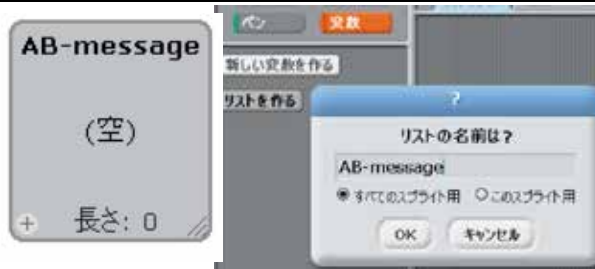 AB-message
(空)
+ 長さ: 0
ペン 変数
新しい変数を作る
リストを作る
?
リストの名前は?
AB-message
すべてのスプライト用 このスプライト用
OK キャンセル